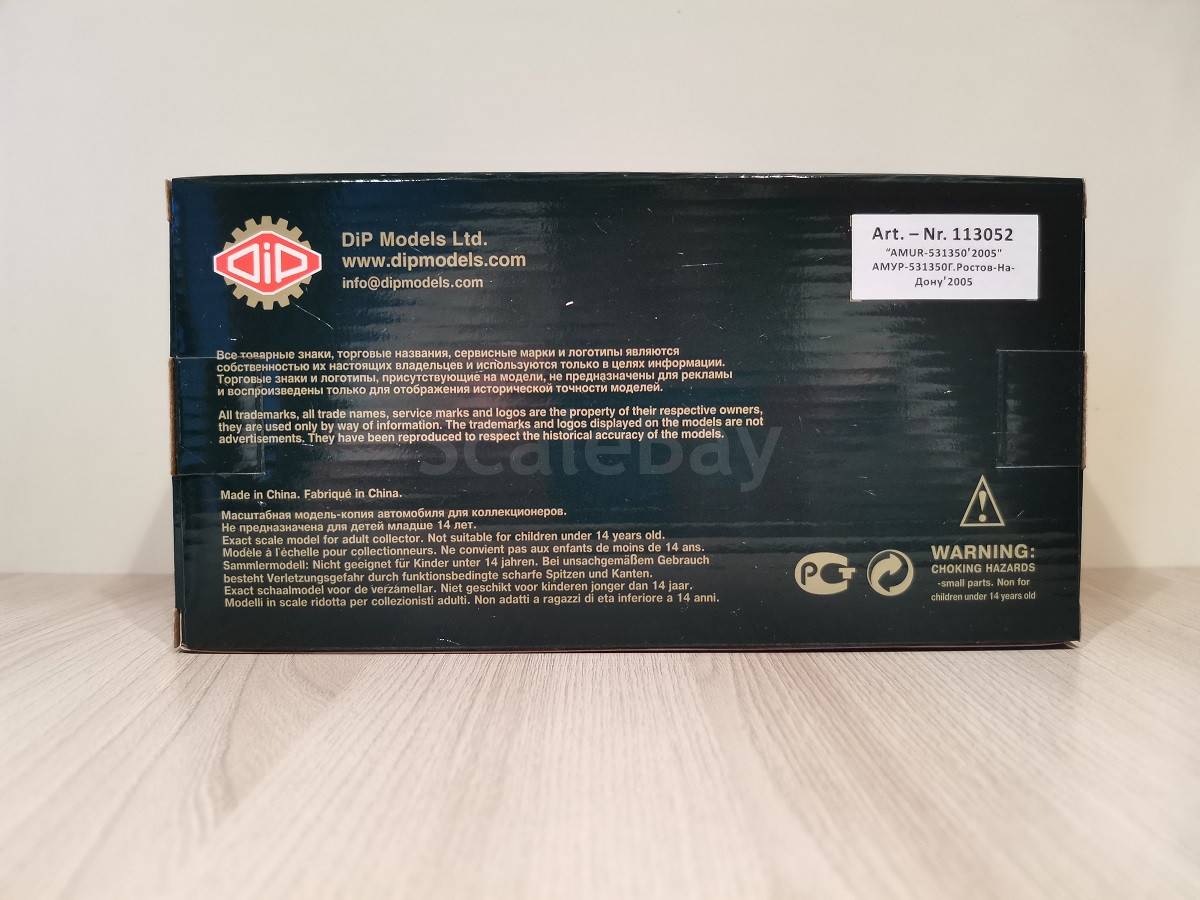 DiP
DiP Models Ltd.
www.dipmodels.com
info@dipmodels.com
Art. – Nr. 113052
“AMUR-531350’2005"
АМУР-531350Г.Ростов-На-
Дону’2005
Все товарные знаки, торговые названия, сервисные марки и логотипы являются
собственностью их настоящих владельцев и используются только в целях информации.
Торговые знаки и логотипы, присутствующие на модели, не предназначены для рекламы
и воспроизведены только для отображения исторической точности моделей.
All trademarks, all trade names, service marks and logos are the property of their respective owners,
they are used only by way of information. The trademarks and logos displayed on the models are not
advertisements. They have been reproduced to respect the historical accuracy of the models.
ScaleBay
Made in China. Fabriqué in China.
Масштабная модель-копия автомобиля для коллекционеров.
Не предназначена для детей младше 14 лет.
Exact scale model for adult collector. Not suitable for children under 14 years old.
Modèle à l'échelle pour collectionneurs. Ne convient pas aux enfants de moins de 14 ans.
Sammlermodell: Nicht geeignet für Kinder unter 14 jahren. Bei unsachgemäßem Gebrauch
besteht Verletzungsgefahr durch funktionsbedingte scharfe Spitzen und Kanten.
Exact schaalmodel voor de verzamellar. Niet geschikt voor kinderen jonger dan 14 jaar.
Modelli in scale ridotta per collezionisti adulti. Non adatti a ragazzi di eta inferiore a 14 anni.
РСТ
!
WARNING:
CHOKING HAZARDS
-small parts. Non for
children under 14 years old